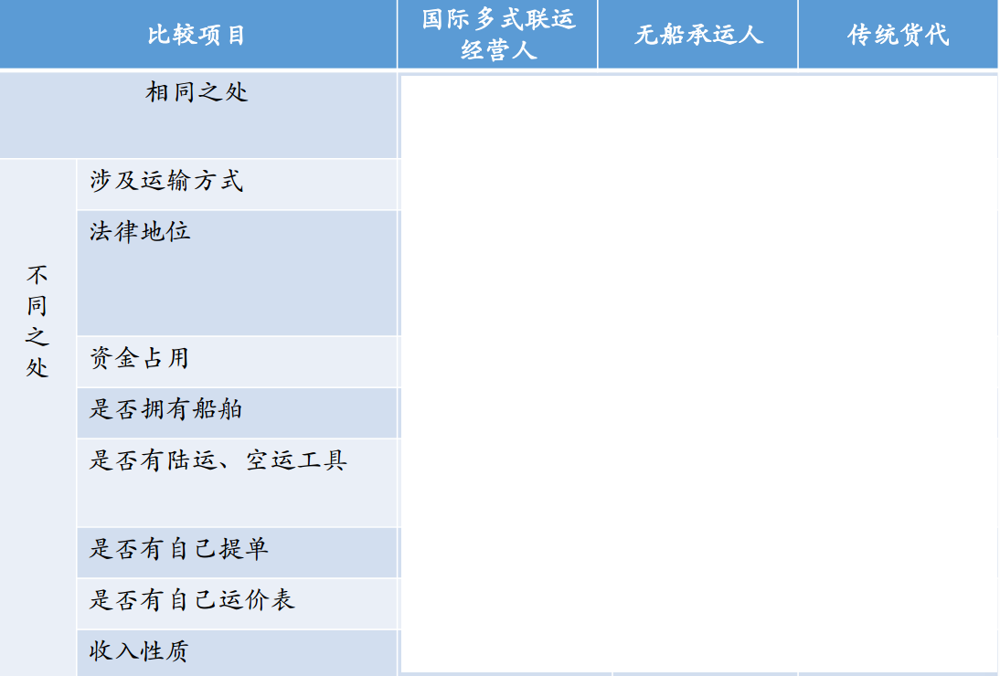 比较项目
国际多式联运
经营人
无船承运人
传统货代
相同之处
不同之处
涉及运输方式
法律地位
资金占用
是否拥有船舶
是否有陆运、空运工具
是否有自己提单
是否有自己运价表
收入性质